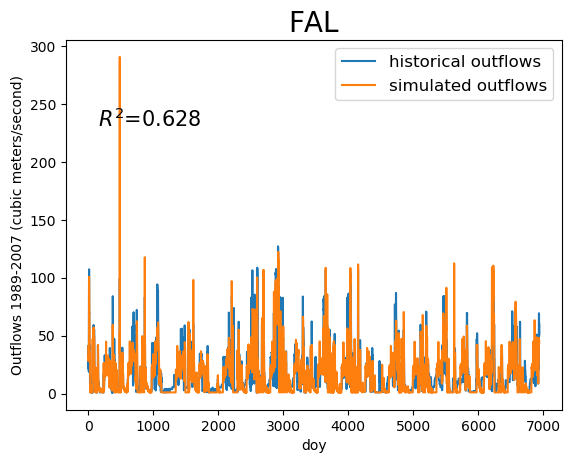 FAL
historical outflows
simulated outflows
R²=0.628
Outflows 1989-2007 (cubic meters/second)
300
250
200
150
100
50
0
0 1000 2000 3000 4000 5000 6000 7000
doy